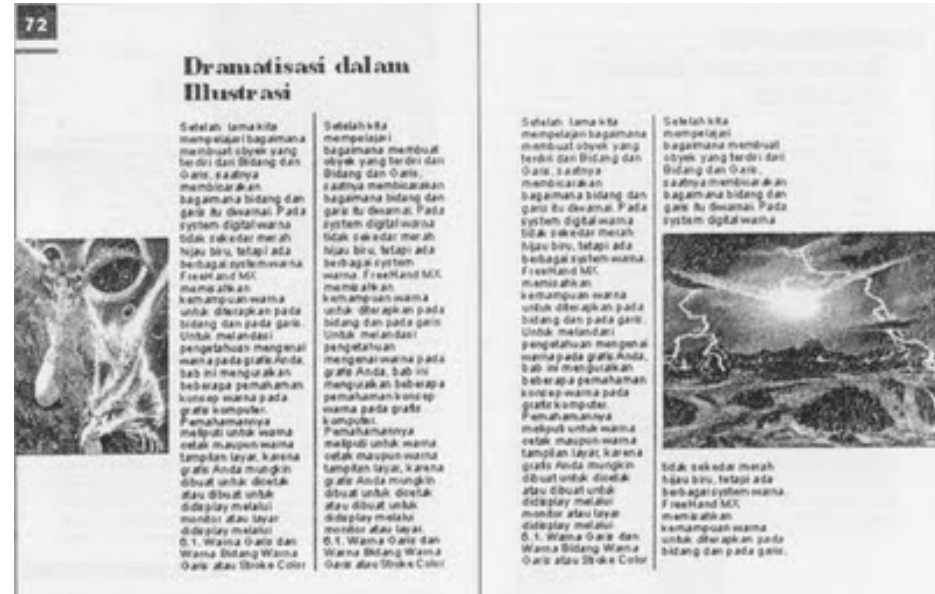 72
Dramatisasi dalam
Illustrasi
Setelah lama kita
mempelajari bagaimana
membuat obyek yang
terdiri dari Bidang dan
Garis, saatnya
membicarakan
bagaimana bidang dan
garis itu diwarnai. Pada
system digital warna
tidak sekedar merah
hijau biru, tetapi ada
berbagai system warna.
FreeHand MX
memisahkan
kemampuan warna
untuk diterapkan pada
bidang dan pada garis.
Untuk melandasi
pengetahuan mengenai
warna pada grafis Anda,
bab ini menguraikan
beberapa pemahaman
konsep warna pada
grafis komputer.
Pemahamannya
meliputi untuk warna
cetak maupun warna
tampilan layar, karena
grafis Anda mungkin
dibuat untuk dicetak
atau dibuat untuk
didisplay melalui
monitor atau layar
didisplay melalui
6.1. Warna Garis dan
Warna Bidang Warna
Garis atau Stroke Color
Setelah kita
mempelajari
bagaimana membuat
obyek yang terdiri dari
Bidang dan Garis,
saatnya membicarakan
bagaimana bidang dan
garis itu diwarnai. Pada
system digital warna
tidak sekedar merah
hijau biru, tetapi ada
berbagai system
warna. FreeHand MX
memisahkan
kemampuan warna
untuk diterapkan pada
bidang dan pada garis
Untuk melandasi
pengetahuan
mengenai warna pada
grafis Anda, bab ini
menguraikan beberapa
pemahaman konsep
warna pada grafis
komputer.
Pemahamannya
meliputi untuk warna
cetak maupun warna
tampilan layar, karena
grafis Anda mungkin
dibuat untuk dicetak
atau dibuat untuk
didisplay melalui
monitor atau layar.
6.1. Warna Garis dan
Warna Bidang Warna
Garis atau Stroke Color
Setelah lama kita
mempelajari bagaimana
membuat obyek yang
terdiri dari Bidang dan
Garis, saatnya
membicarakan
bagaimana bidang dan
garis itu diwarnai. Pada
system digital warna
tidak sekedar merah
hijau biru, tetapi ada
berbagai system warna.
FreeHand MX
memisahkan
kemampuan warna
untuk diterapkan pada
bidang dan pada garis.
Untuk melandasi
pengetahuan mengenai
warna pada grafis Anda,
bab ini menguraikan
beberapa pemahaman
konsep warna pada
grafis komputer.
Pemahamannya
meliputi untuk warna
cetak maupun warna
tampilan layar, karena
grafis Anda mungkin
dibuat untuk dicetak
atau dibuat untuk
didisplay melalui
monitor atau layar
didisplay melalui
6.1. Warna Garis dan
Warna Bidang Warna
Garis atau Stroke Color
Setelah kita
mempelajari
bagaimana membuat
obyek yang terdiri dari
Bidang dan Garis,
saatnya membicarakan
bagaimana bidang dan
garis itu diwarnai. Pada
system digital warna
tidak sekedar merah
hijau biru, tetapi ada
berbagai system warna.
FreeHand MX
memisahkan
kemampuan warna
untuk diterapkan pada
bidang dan pada garis.